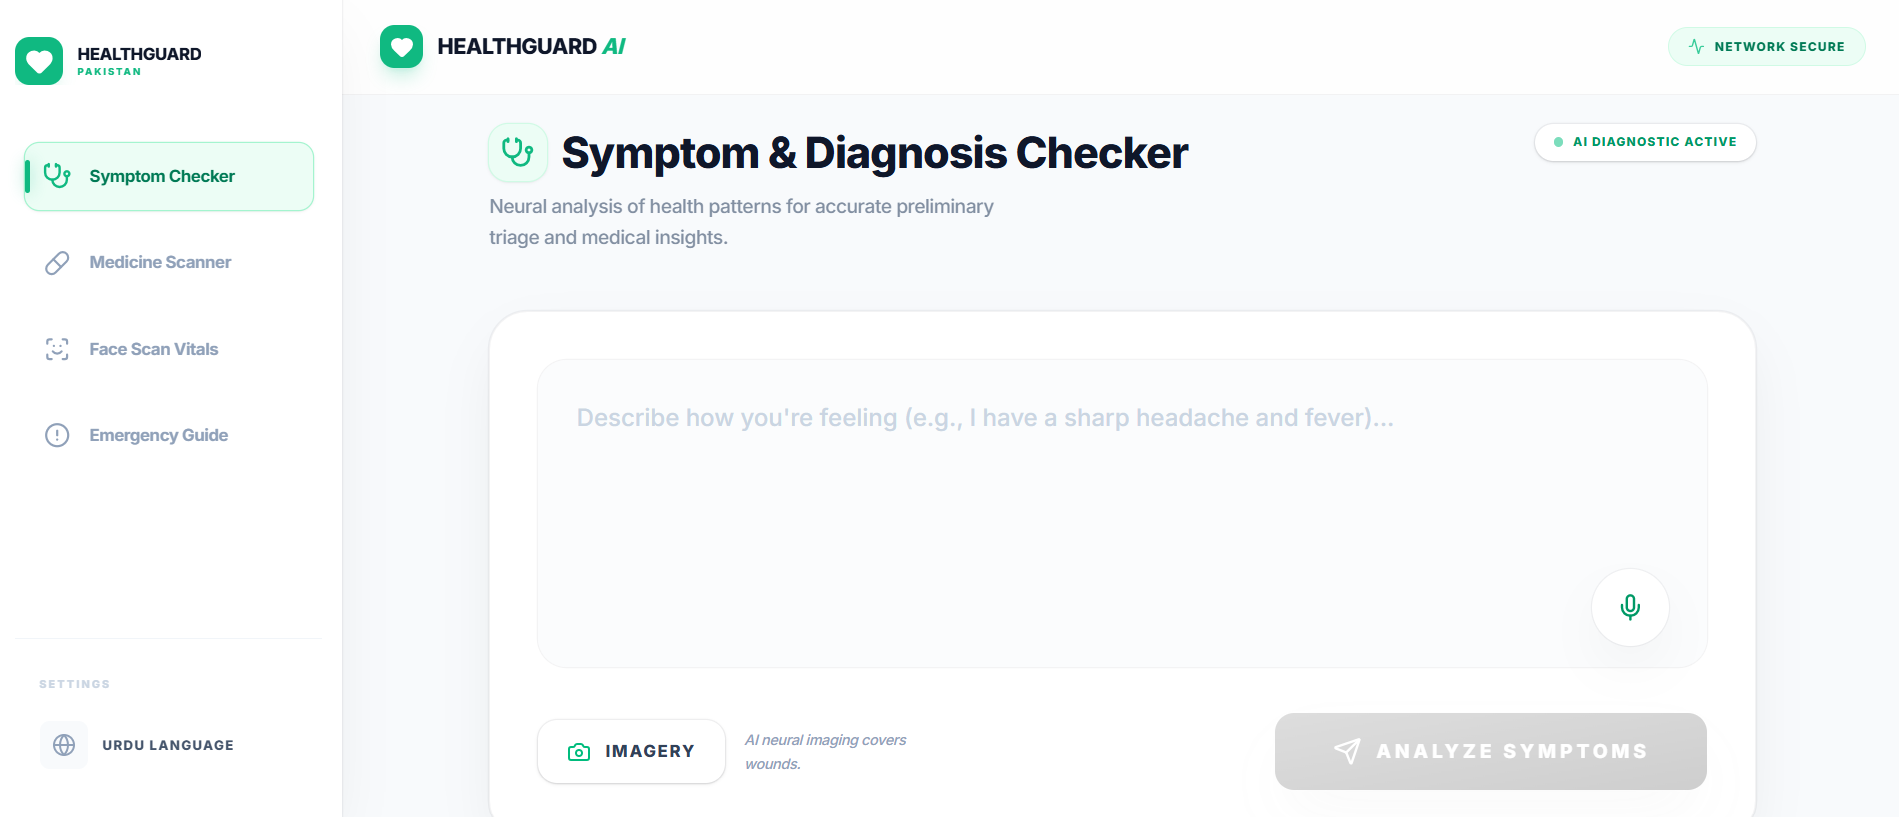 HEALTHGUARD
PAKISTAN
Symptom Checker
Medicine Scanner
Face Scan Vitals
Emergency Guide
SETTINGS
URDU LANGUAGE
HEALTHGUARD AI
NETWORK SECURE
Symptom & Diagnosis Checker
AI DIAGNOSTIC ACTIVE
Neural analysis of health patterns for accurate preliminary
triage and medical insights.
Describe how you're feeling (e.g., I have a sharp headache and fever)...
IMAGERY
AI neural imaging covers
wounds.
ANALYZE SYMPTOMS